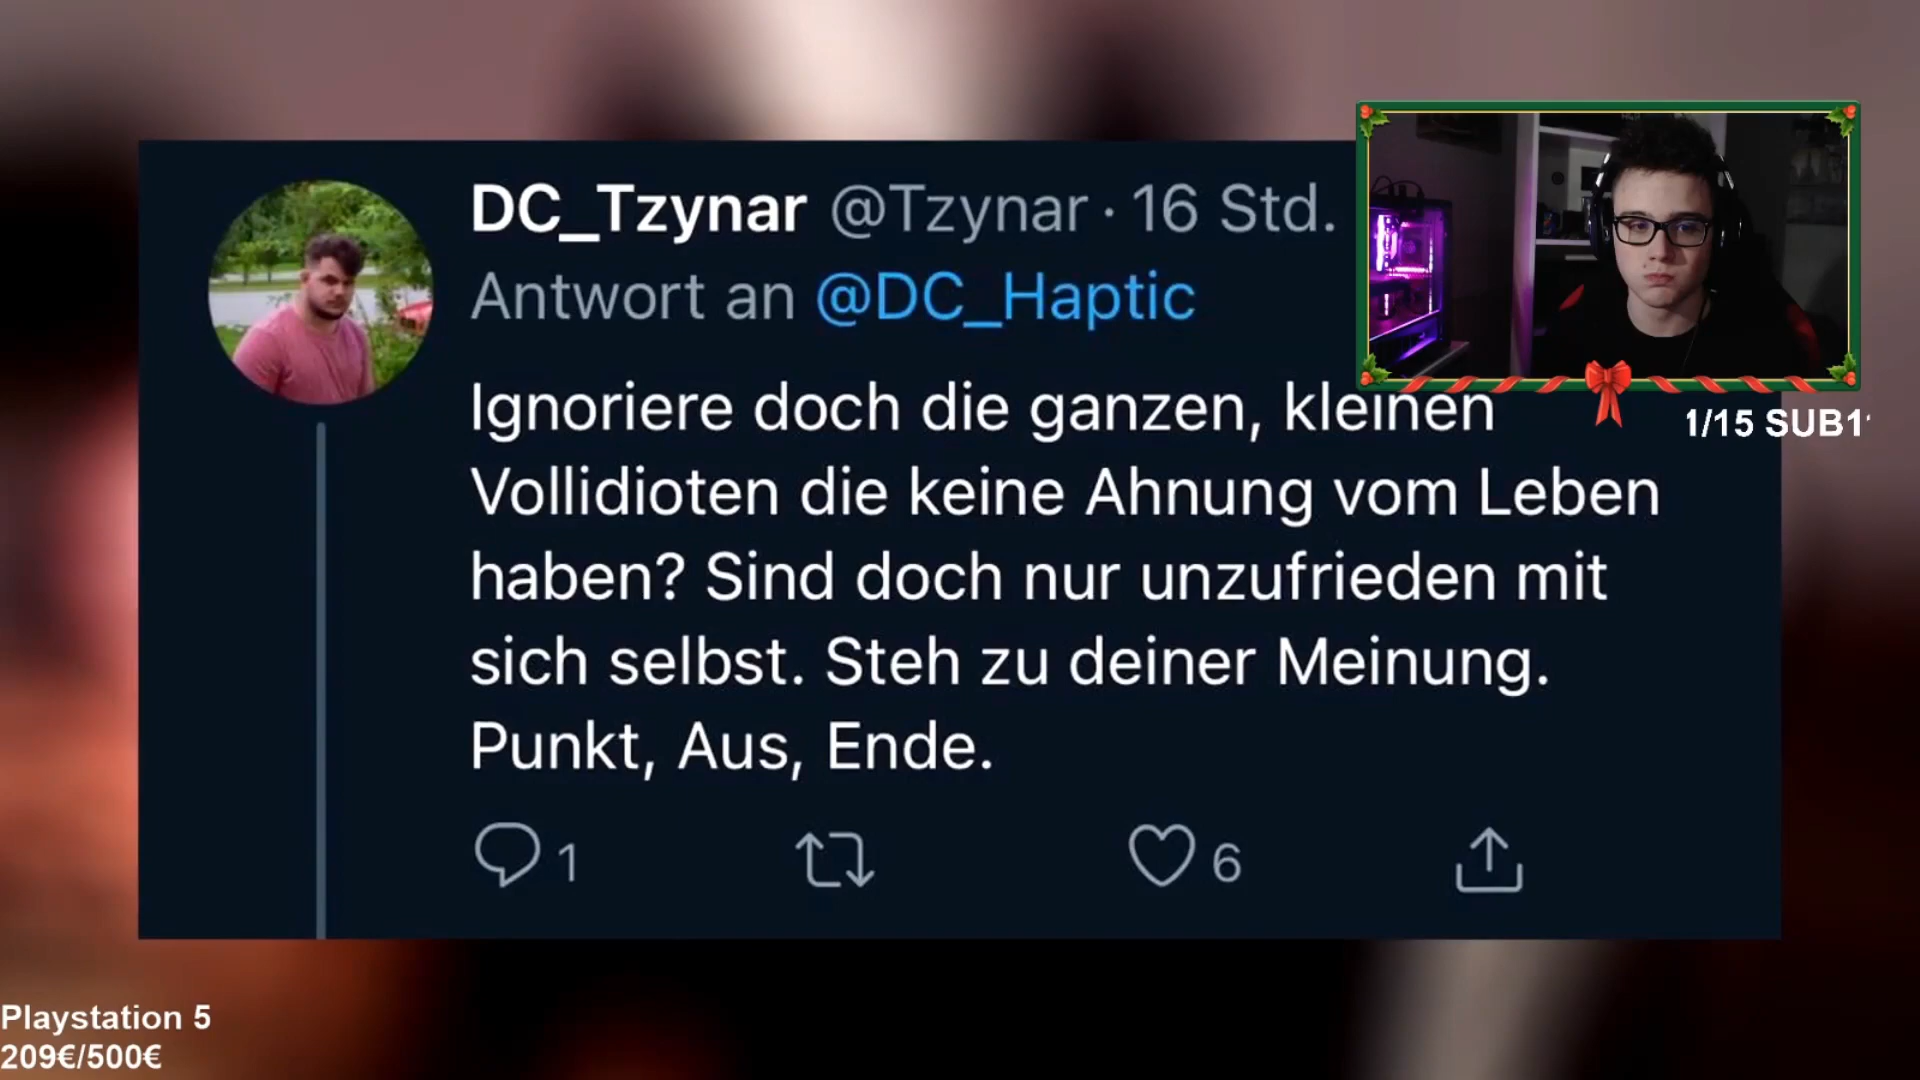 DC_Tzynar @Tzynar · 16 Std.
Antwort an @DC_Haptic
Ignoriere doch die ganzen, kleinen
Vollidioten die keine Ahnung vom Leben
haben? Sind doch nur unzufrieden mit
sich selbst. Steh zu deiner Meinung.
Punkt, Aus, Ende.
1 6
1/15 SUB
Playstation 5
209€/500€